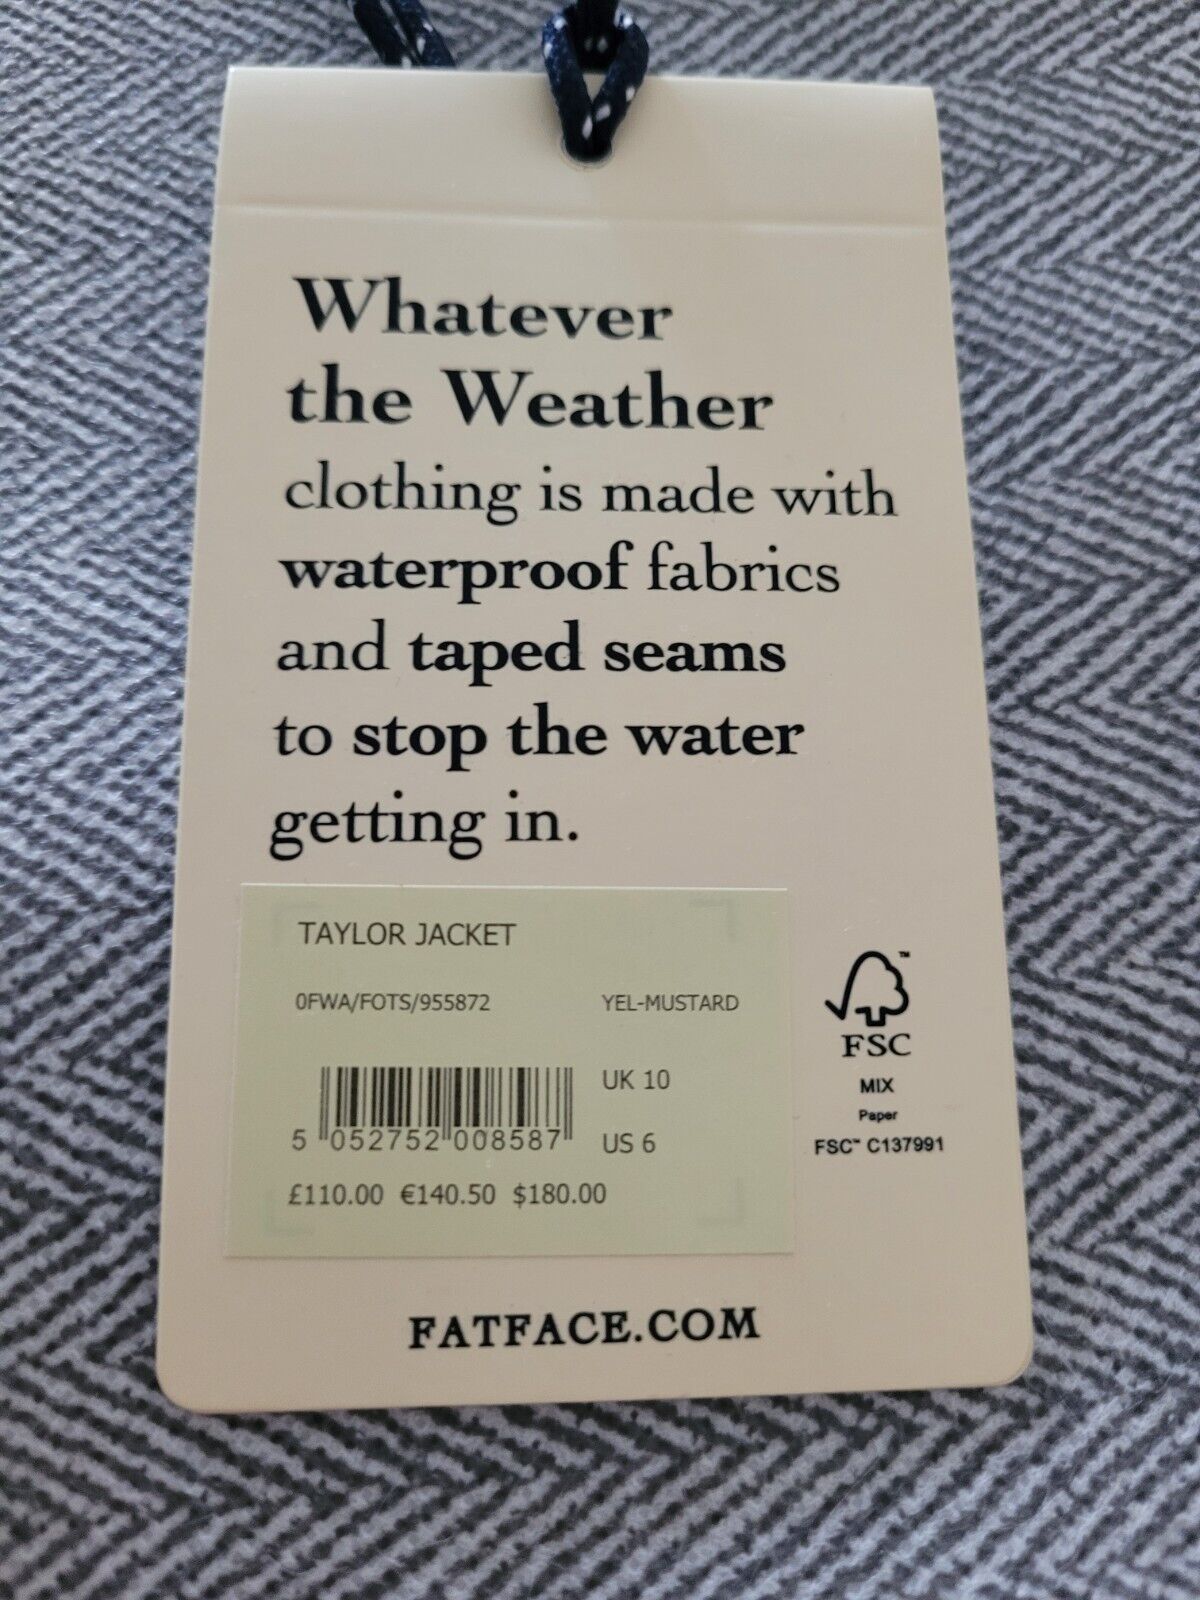 Whatever
the Weather
clothing is made with
waterproof fabrics
and taped seams
to stop the water
getting in.
TAYLOR JACKET
0FWA/FOTS/955872 YEL-MUSTARD
UK 10
5 052752 008587
US 6
£110.00 €140.50 $180.00
™
FSC
MIX
Paper
FSC™ C137991
FATFACE.COM